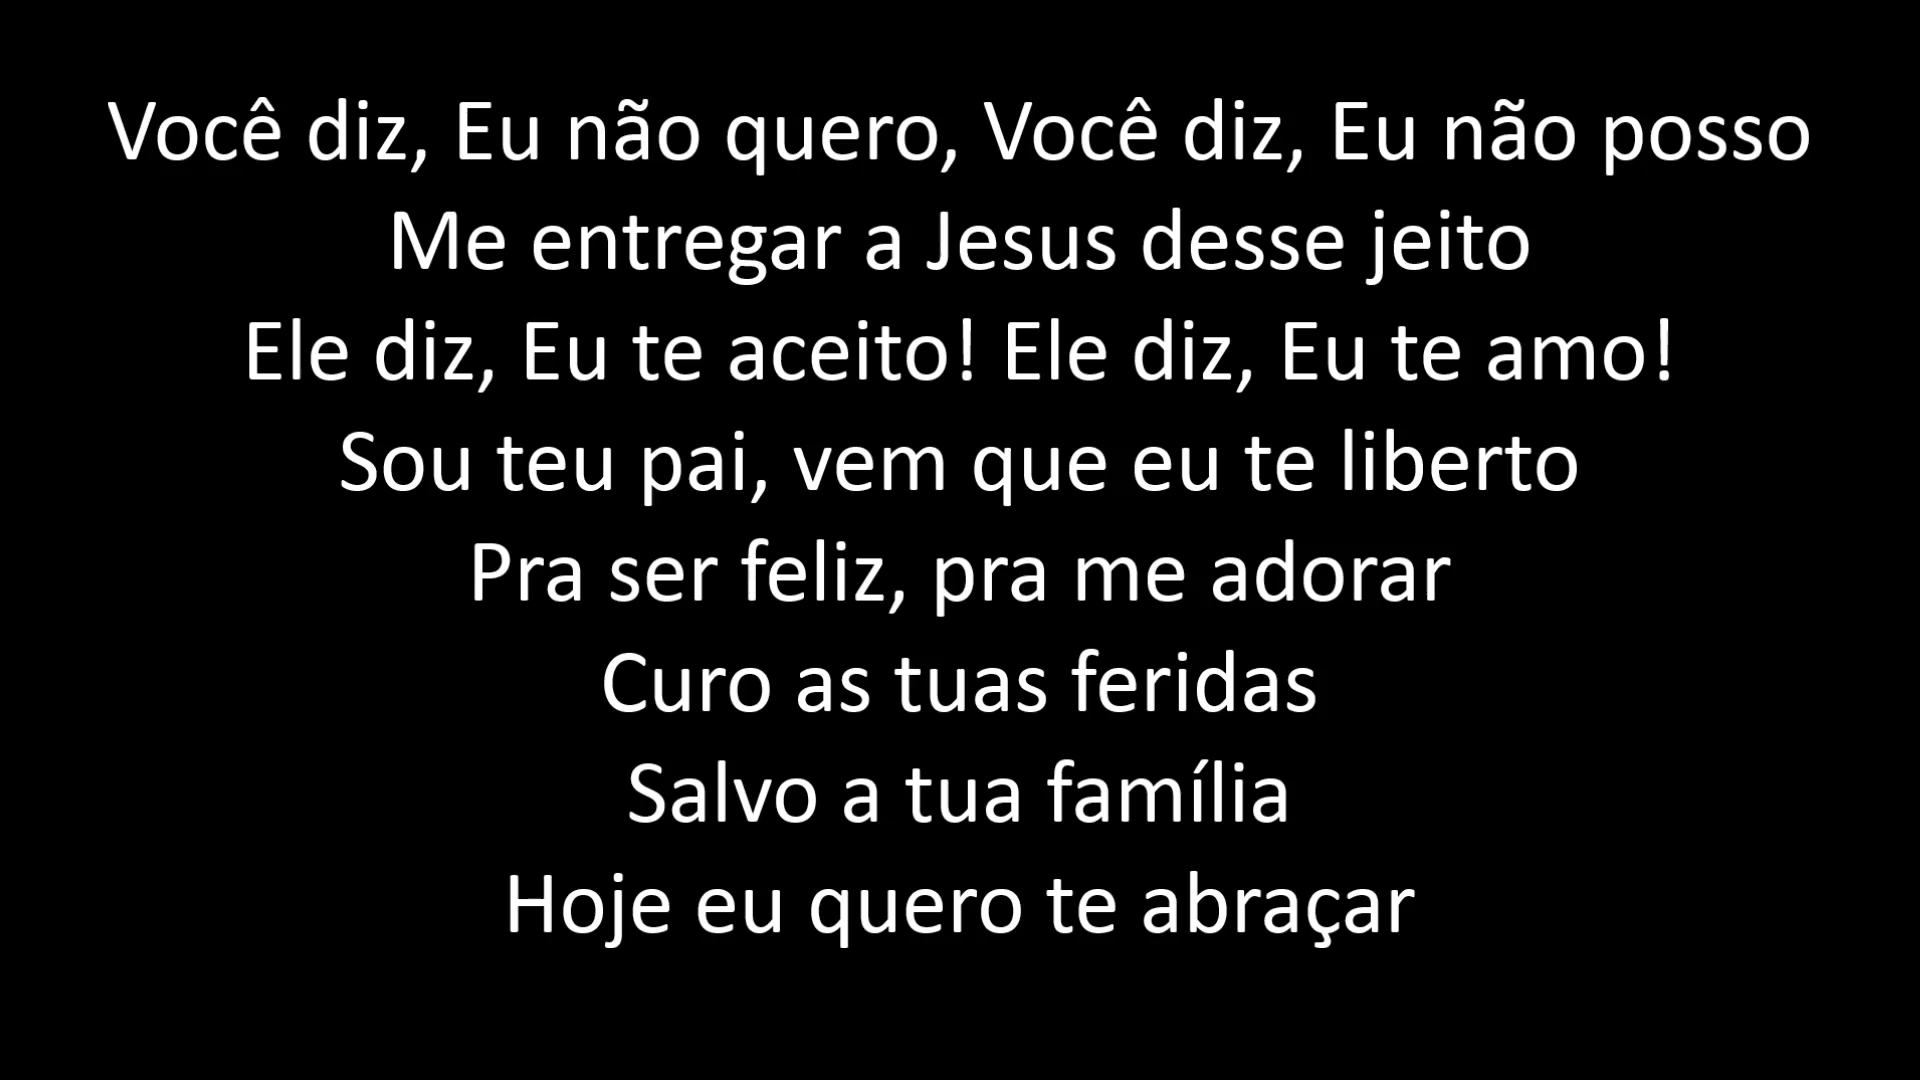 Você diz, Eu não quero, Você diz, Eu não posso
Me entregar a Jesus desse jeito
Ele diz, Eu te aceito! Ele diz, Eu te amo!
Sou teu pai, vem que eu te liberto
Pra ser feliz, pra me adorar
Curo as tuas feridas
Salvo a tua família
Hoje eu quero te abraçar